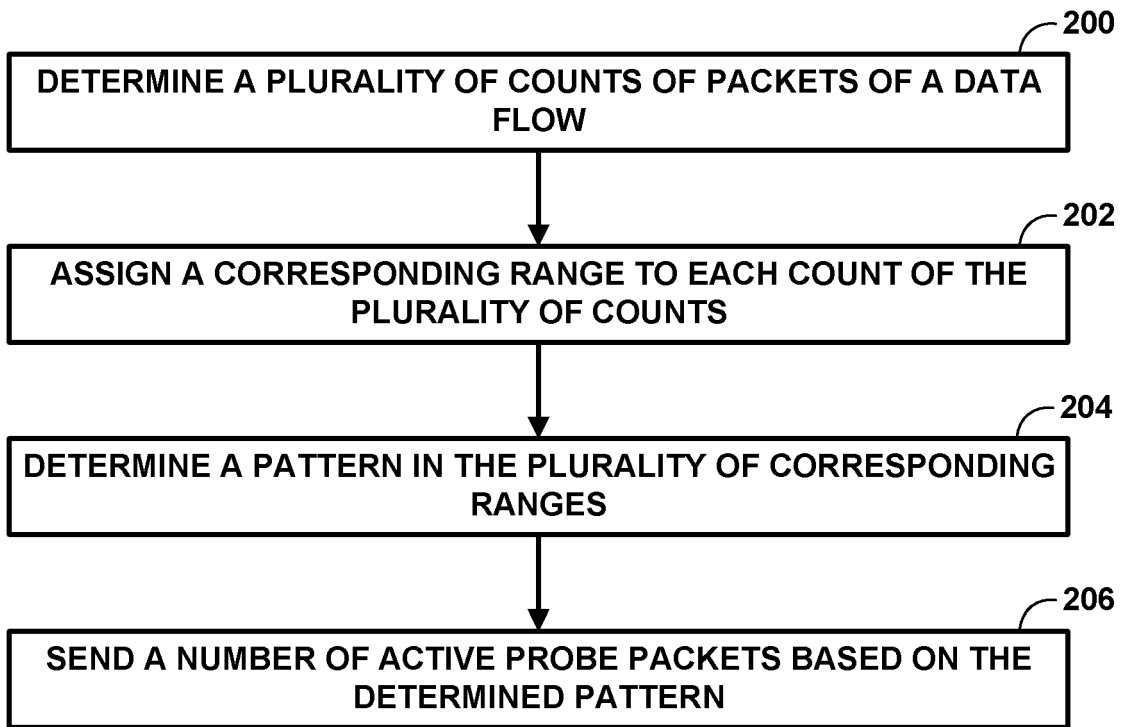 200
DETERMINE A PLURALITY OF COUNTS OF PACKETS OF A DATA
FLOW
202
ASSIGN A CORRESPONDING RANGE TO EACH COUNT OF THE
PLURALITY OF COUNTS
204
DETERMINE A PATTERN IN THE PLURALITY OF CORRESPONDING
RANGES
206
SEND A NUMBER OF ACTIVE PROBE PACKETS BASED ON THE
DETERMINED PATTERN